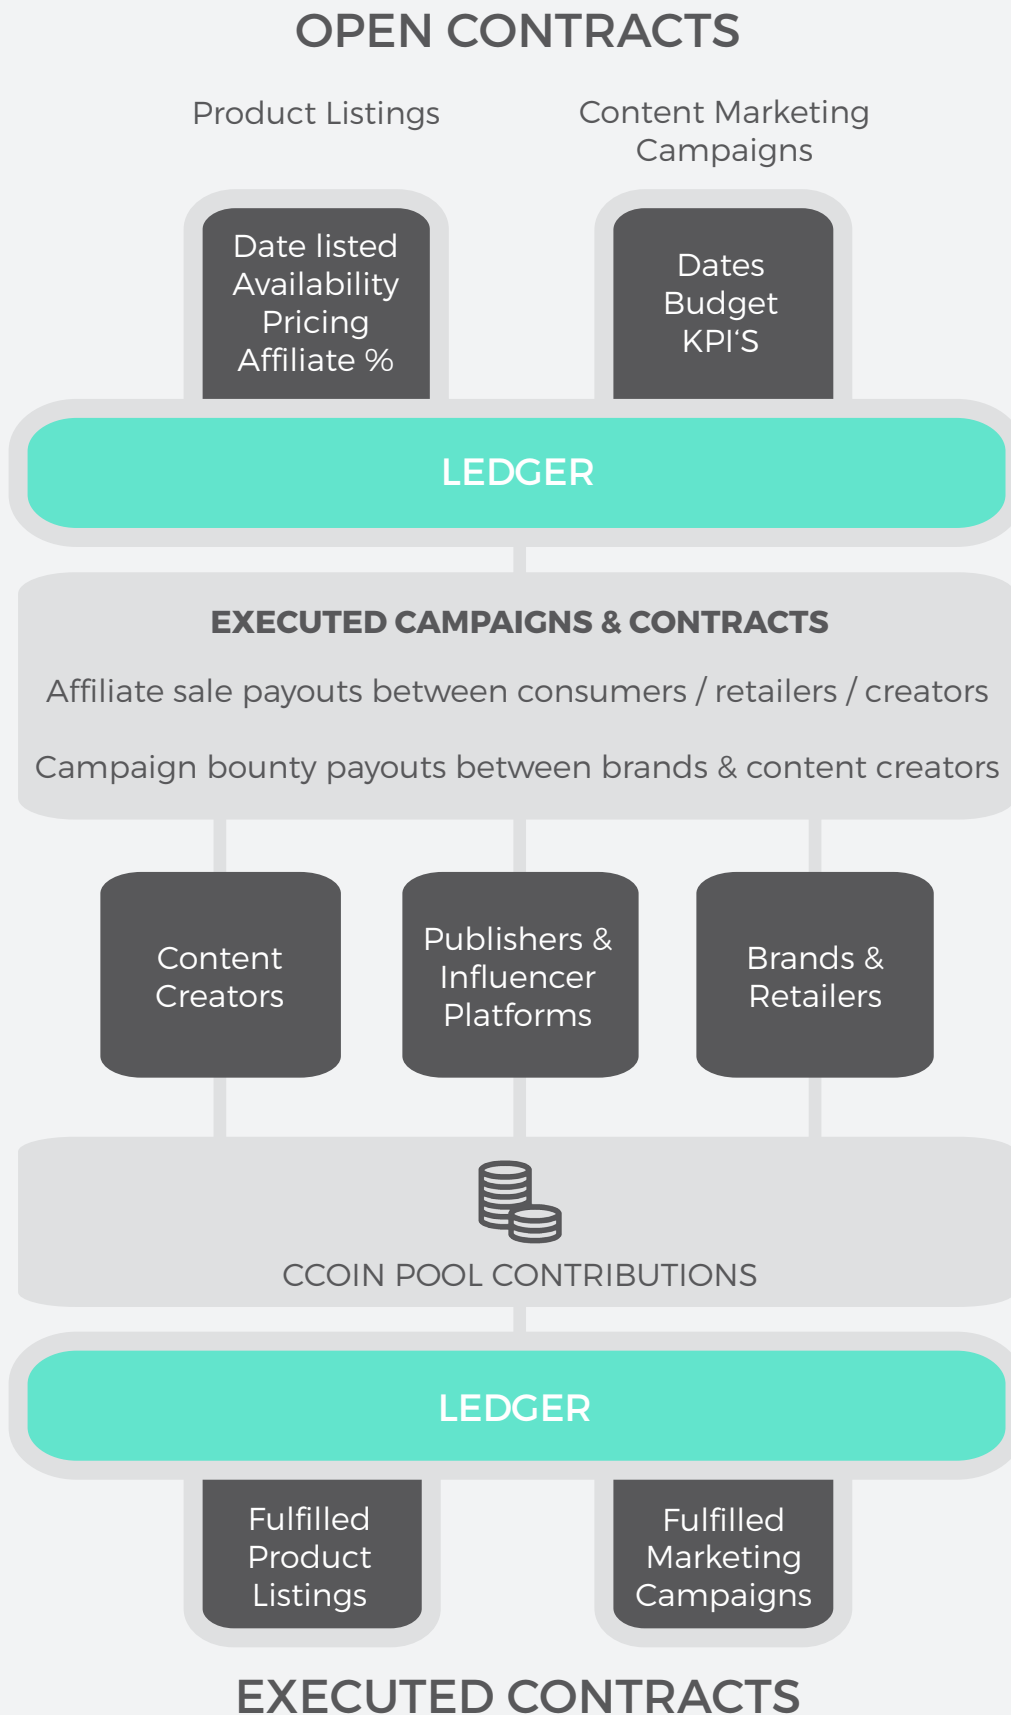 OPEN CONTRACTS
Product Listings
Content Marketing
Campaigns
Date listed
Availability
Pricing
Affiliate %
Dates
Budget
KPI‘S
LEDGER
EXECUTED CAMPAIGNS & CONTRACTS
Affiliate sale payouts between consumers / retailers / creators
Campaign bounty payouts between brands & content creators
Content
Creators
Publishers &
Influencer
Platforms
Brands &
Retailers
CCOIN POOL CONTRIBUTIONS
LEDGER
Fulfilled
Product
Listings
Fulfilled
Marketing
Campaigns
EXECUTED CONTRACTS